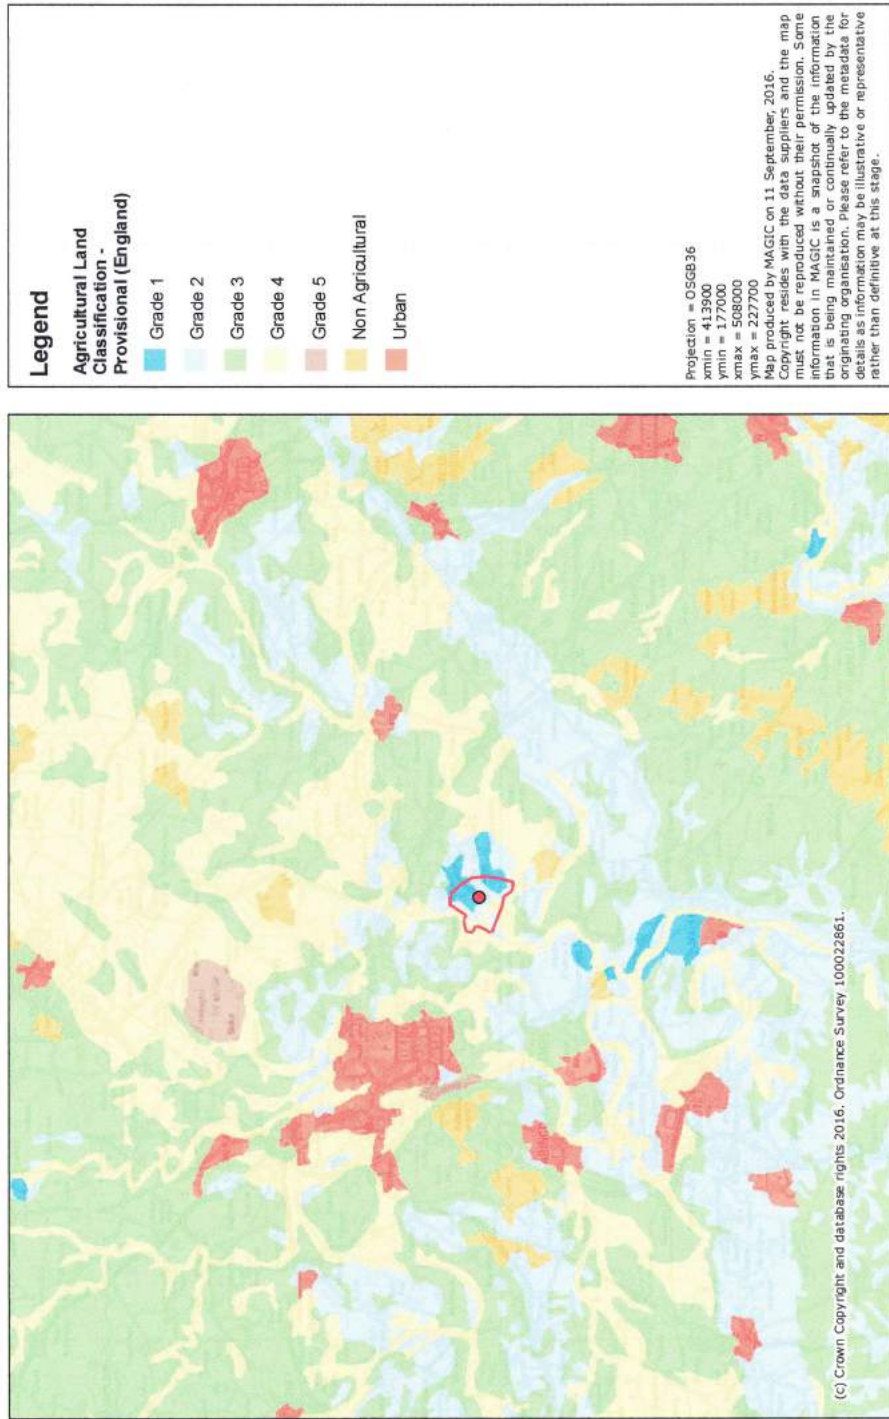 Legend
Agricultural Land
Classification -
Provisional (England)
Grade 1
Grade 2
Grade 3
Grade 4
Grade 5
Non Agricultural
Urban
Projection = OSGB36
xmin = 413900
ymin = 177000
xmax = 508000
ymax = 227700
Map produced by MAGIC on 11 September, 2016.
Copyright resides with the data suppliers and the map
must not be reproduced without their permission. Some
information in MAGIC is a snapshot of the information
that is being maintained or continually updated by the
originating organisation. Please refer to the metadata for
details as information may be illustrative or representative
rather than definitive at this stage.
(c) Crown Copyright and database rights 2016. Ordnance Survey 100022861.